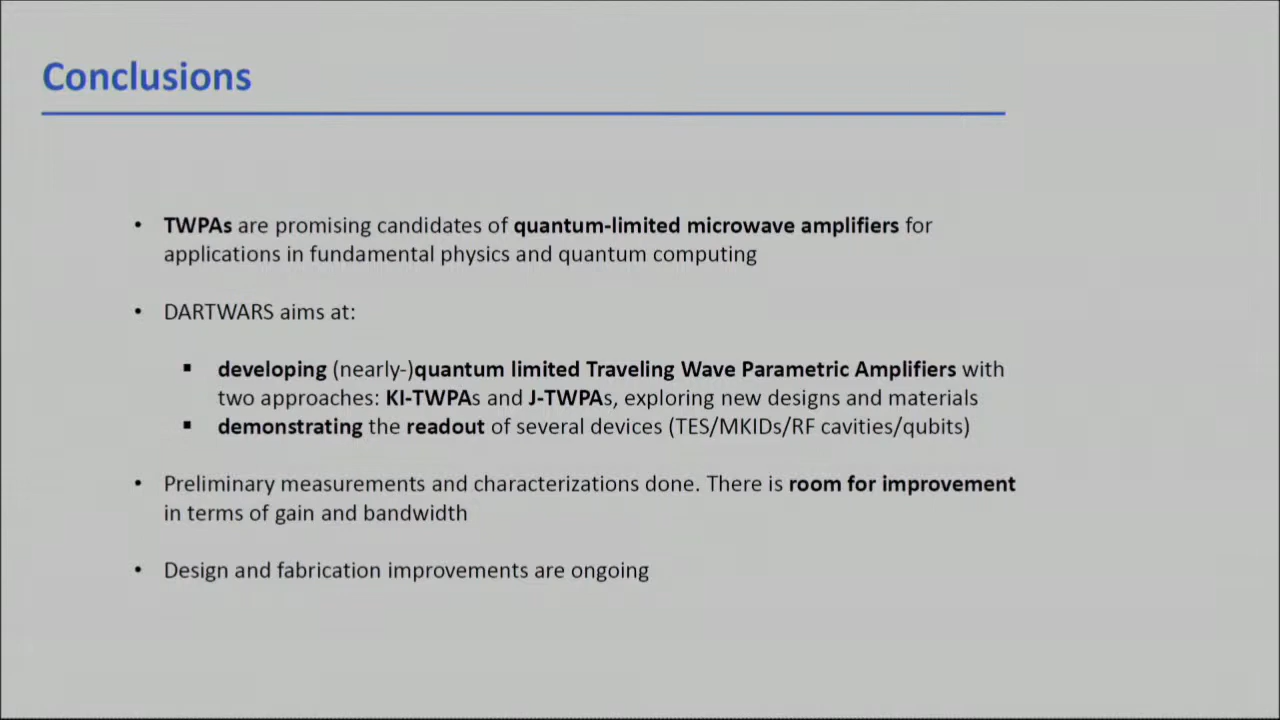 Conclusions
• TWPAs are promising candidates of quantum-limited microwave amplifiers for
applications in fundamental physics and quantum computing
• DARTWARS aims at:
▪ developing (nearly-)quantum limited Traveling Wave Parametric Amplifiers with
two approaches: KI-TWPAs and J-TWPAs, exploring new designs and materials
▪ demonstrating the readout of several devices (TES/MKIDs/RF cavities/qubits)
• Preliminary measurements and characterizations done. There is room for improvement
in terms of gain and bandwidth
• Design and fabrication improvements are ongoing